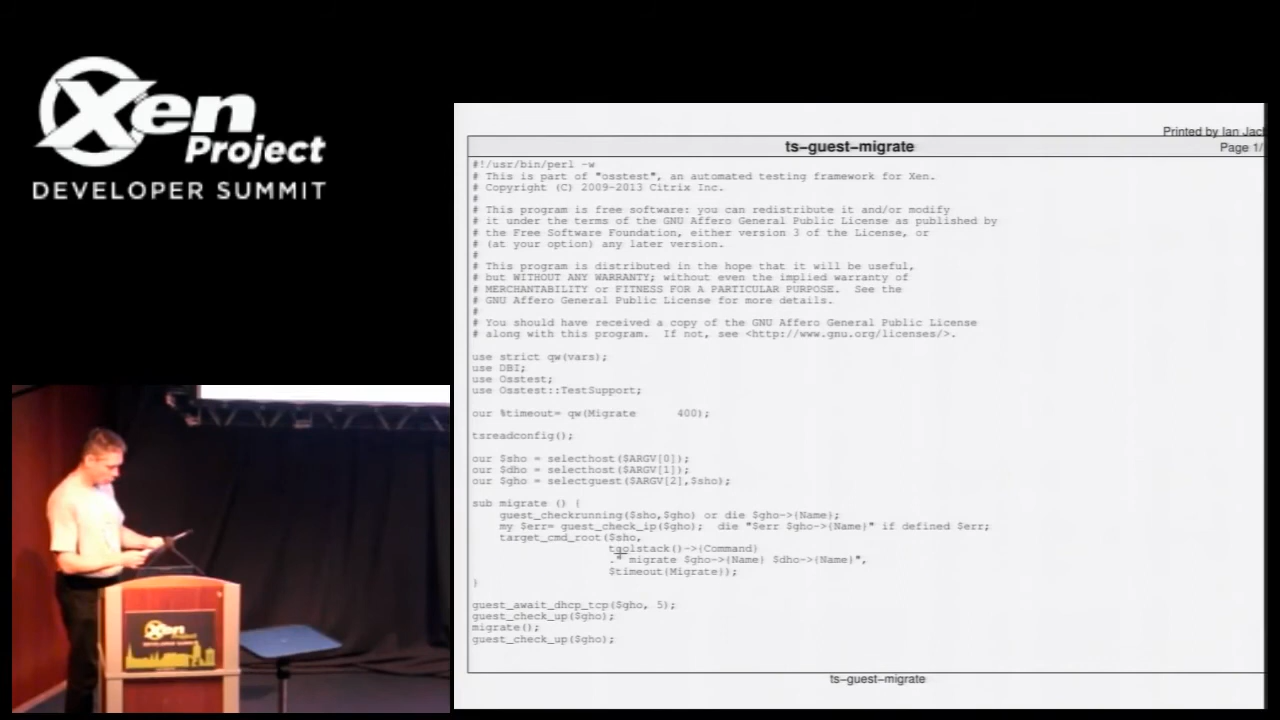 Xen
Project
DEVELOPER SUMMIT
Printed by Ian Jac
ts-guest-migrate
Page 1/
#!/usr/bin/perl -w
# This is part of "osstest", an automated testing framework for Xen.
# Copyright (C) 2009-2013 Citrix Inc.
#
# This program is free software: you can redistribute it and/or modify
# it under the terms of the GNU Affero General Public License as published by
# the Free Software Foundation, either version 3 of the License, or
# (at your option) any later version.
#
# This program is distributed in the hope that it will be useful,
# but WITHOUT ANY WARRANTY; without even the implied warranty of
# MERCHANTABILITY or FITNESS FOR A PARTICULAR PURPOSE.  See the
# GNU Affero General Public License for more details.
#
# You should have received a copy of the GNU Affero General Public License
# along with this program.  If not, see <http://www.gnu.org/licenses/>.
use strict qw(vars);
use DBI;
use Osstest;
use Osstest::TestSupport;
our %timeout= qw(Migrate      400);
tsreadconfig();
our $sho = selecthost($ARGV[0]);
our $dho = selecthost($ARGV[1]);
our $gho = selectguest($ARGV[2],$sho);
sub migrate () {
guest_checkrunning($sho,$gho) or die $gho->{Name};
my $err= guest_check_ip($gho);  die "$err $gho->{Name}" if defined $err;
target_cmd_root($sho,
toolstack()->{Command}
." migrate $gho->{Name} $dho->{Name}",
$timeout{Migrate});
}
guest_await_dhcp_tcp($gho, 5);
guest_check_up($gho);
migrate();
guest_check_up($gho);
ts-guest-migrate
Xen
Project
DEVELOPER SUMMIT